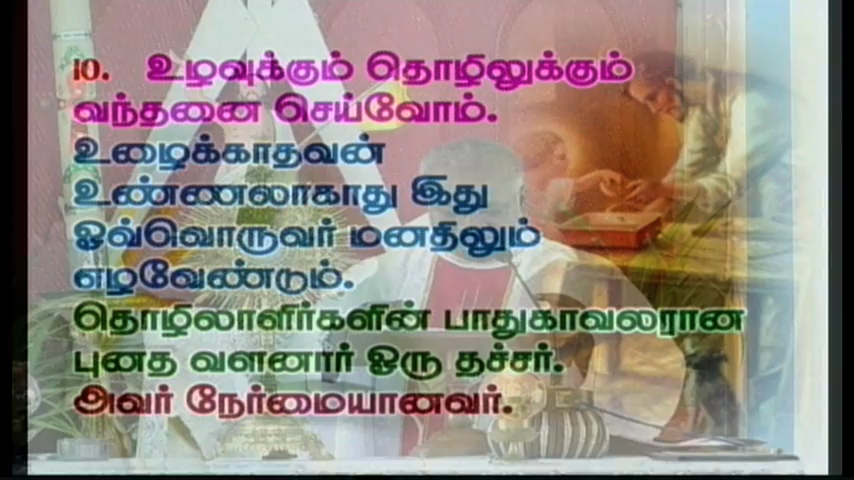 10. உழவுக்கும் தொழிலுக்கும்
வந்தனை செய்வோம்.
உழைக்காதவன்
உண்ணலாகாது இது
ஒவ்வொருவர் மனதிலும்
எழவேண்டும்.
தொழிலாளிர்களின் பாதுகாவலரான
புனத வளனார் ஒரு தச்சர்.
அவர் நேர்மையானவர்.